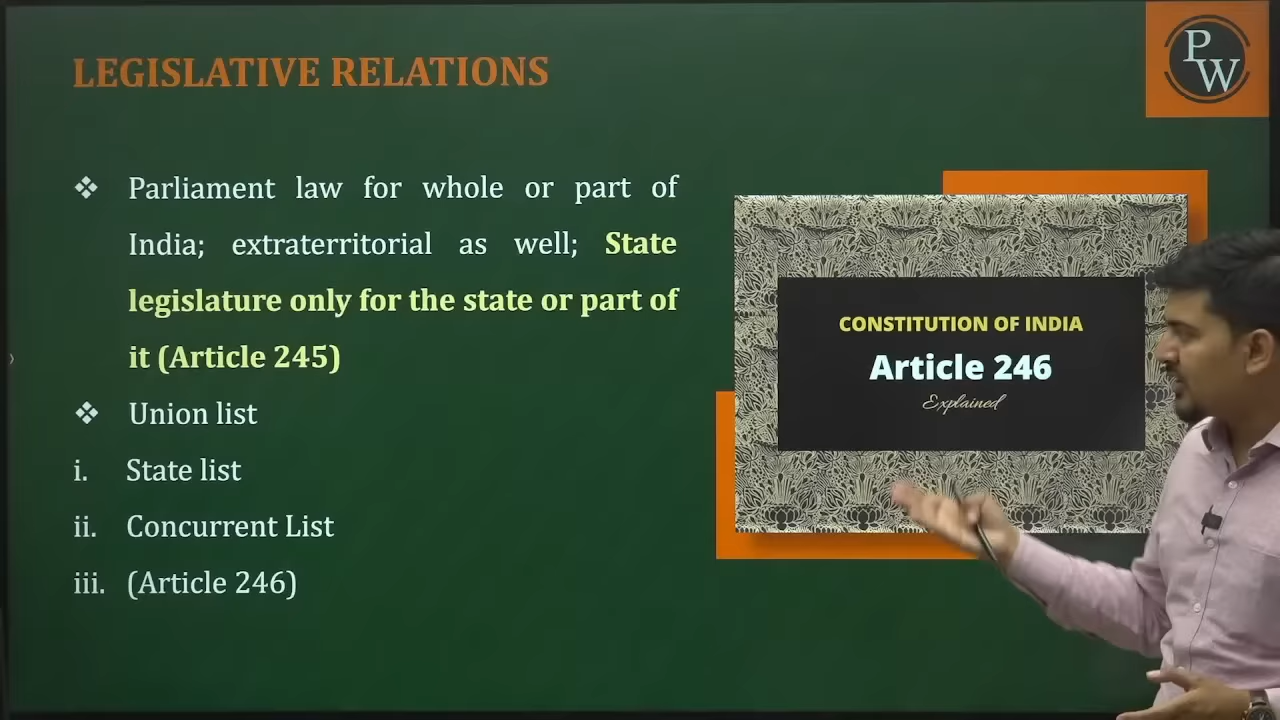 LEGISLATIVE RELATIONS
PW
❖ Parliament law for whole or part of
India; extraterritorial as well; State
legislature only for the state or part of
it (Article 245)
❖ Union list
i. State list
ii. Concurrent List
iii. (Article 246)
CONSTITUTION OF INDIA
Article 246
Explained